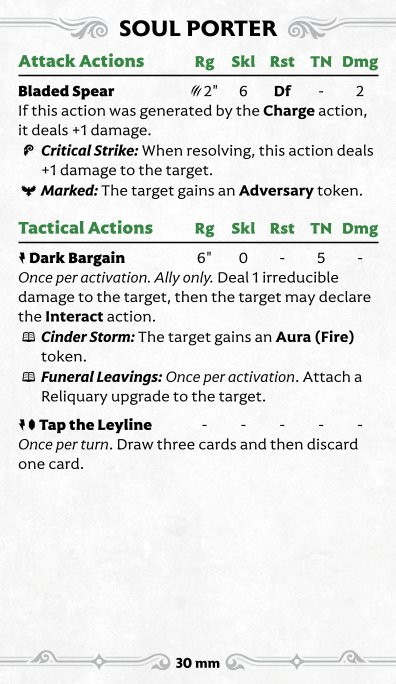 SOUL PORTER
Attack Actions Rg Skl Rst TN Dmg
Bladed Spear 2" 6 Df - 2
If this action was generated by the Charge action,
it deals +1 damage.
Critical Strike: When resolving, this action deals
+1 damage to the target.
Marked: The target gains an Adversary token.
Tactical Actions Rg Skl Rst TN Dmg
Dark Bargain 6" 0 - 5 -
Once per activation. Ally only. Deal 1 irreducible
damage to the target, then the target may declare
the Interact action.
Cinder Storm: The target gains an Aura (Fire)
token.
Funeral Leavings: Once per activation. Attach a
Reliquary upgrade to the target.
Tap the Leyline - - - - -
Once per turn. Draw three cards and then discard
one card.
30 mm